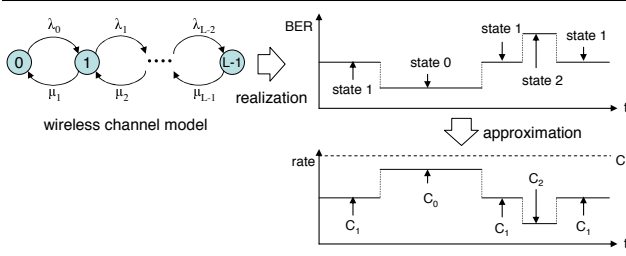 λ0 λ1 λL-2
0 1 .... L-1
μ1 μ2 μL-1
wireless channel model
realization
BER
state 1
state 0
state 1
state 2
state 1
t
approximation
rate
C
C1
C0
C1
C2
C1
t